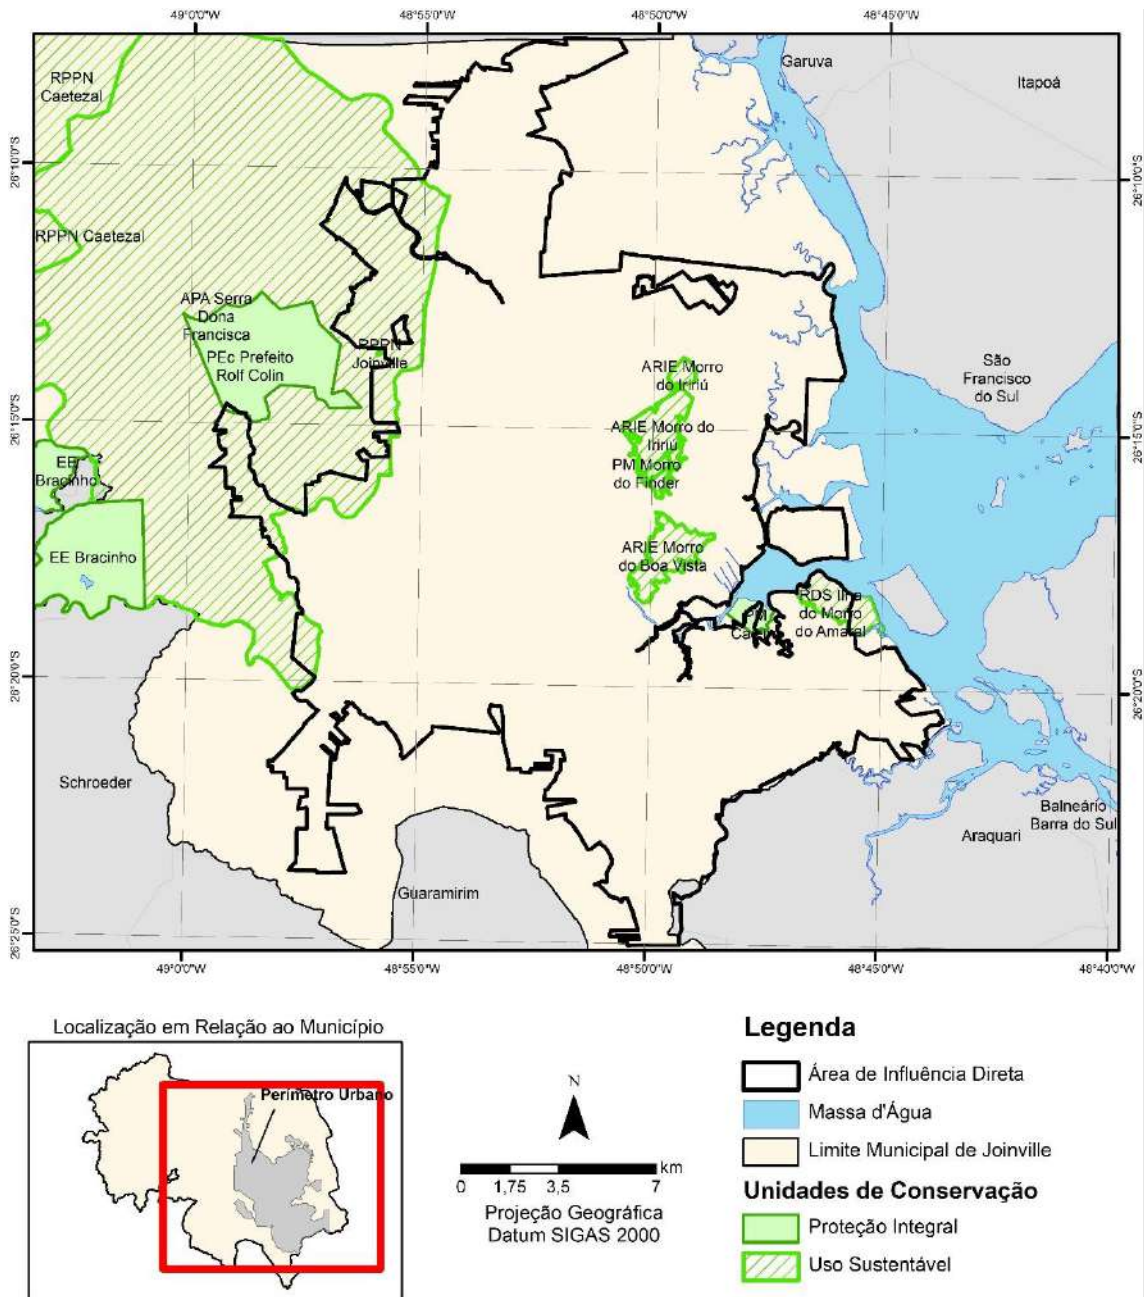 49°0'0"W
48°55'0"W
48°50'0"W
48°45'0"W
RPPN
Caetezal
Garuva
Itapoá
26°10'0"S
26°10'0"S
RPPN Caetezal
APA Serra
Dona
Francisca
PEc Prefeito
Rolf Colin
RPPN
Joinville
ARIE Morro
do Iririú
São
Francisco
do Sul
26°15'0"S
26°15'0"S
ARIE Morro do
Iririú
PM Morro
do Finder
EE
Bracinho
EE Bracinho
ARIE Morro
do Boa Vista
RDS Ilha
do Morro
do Amaral
PM
26°20'0"S
26°20'0"S
Schroeder
Balneário
Barra do Sul
Araquari
Guaramirim
26°25'0"S
49°0'0"W
48°55'0"W
48°50'0"W
48°45'0"W
48°40'0"W
Localização em Relação ao Município
Perímetro Urbano
N
km
0 1,75 3,5 7
Projeção Geográfica
Datum SIGAS 2000
Legenda
Área de Influência Direta
Massa d'Água
Limite Municipal de Joinville
Unidades de Conservação
Proteção Integral
Uso Sustentável